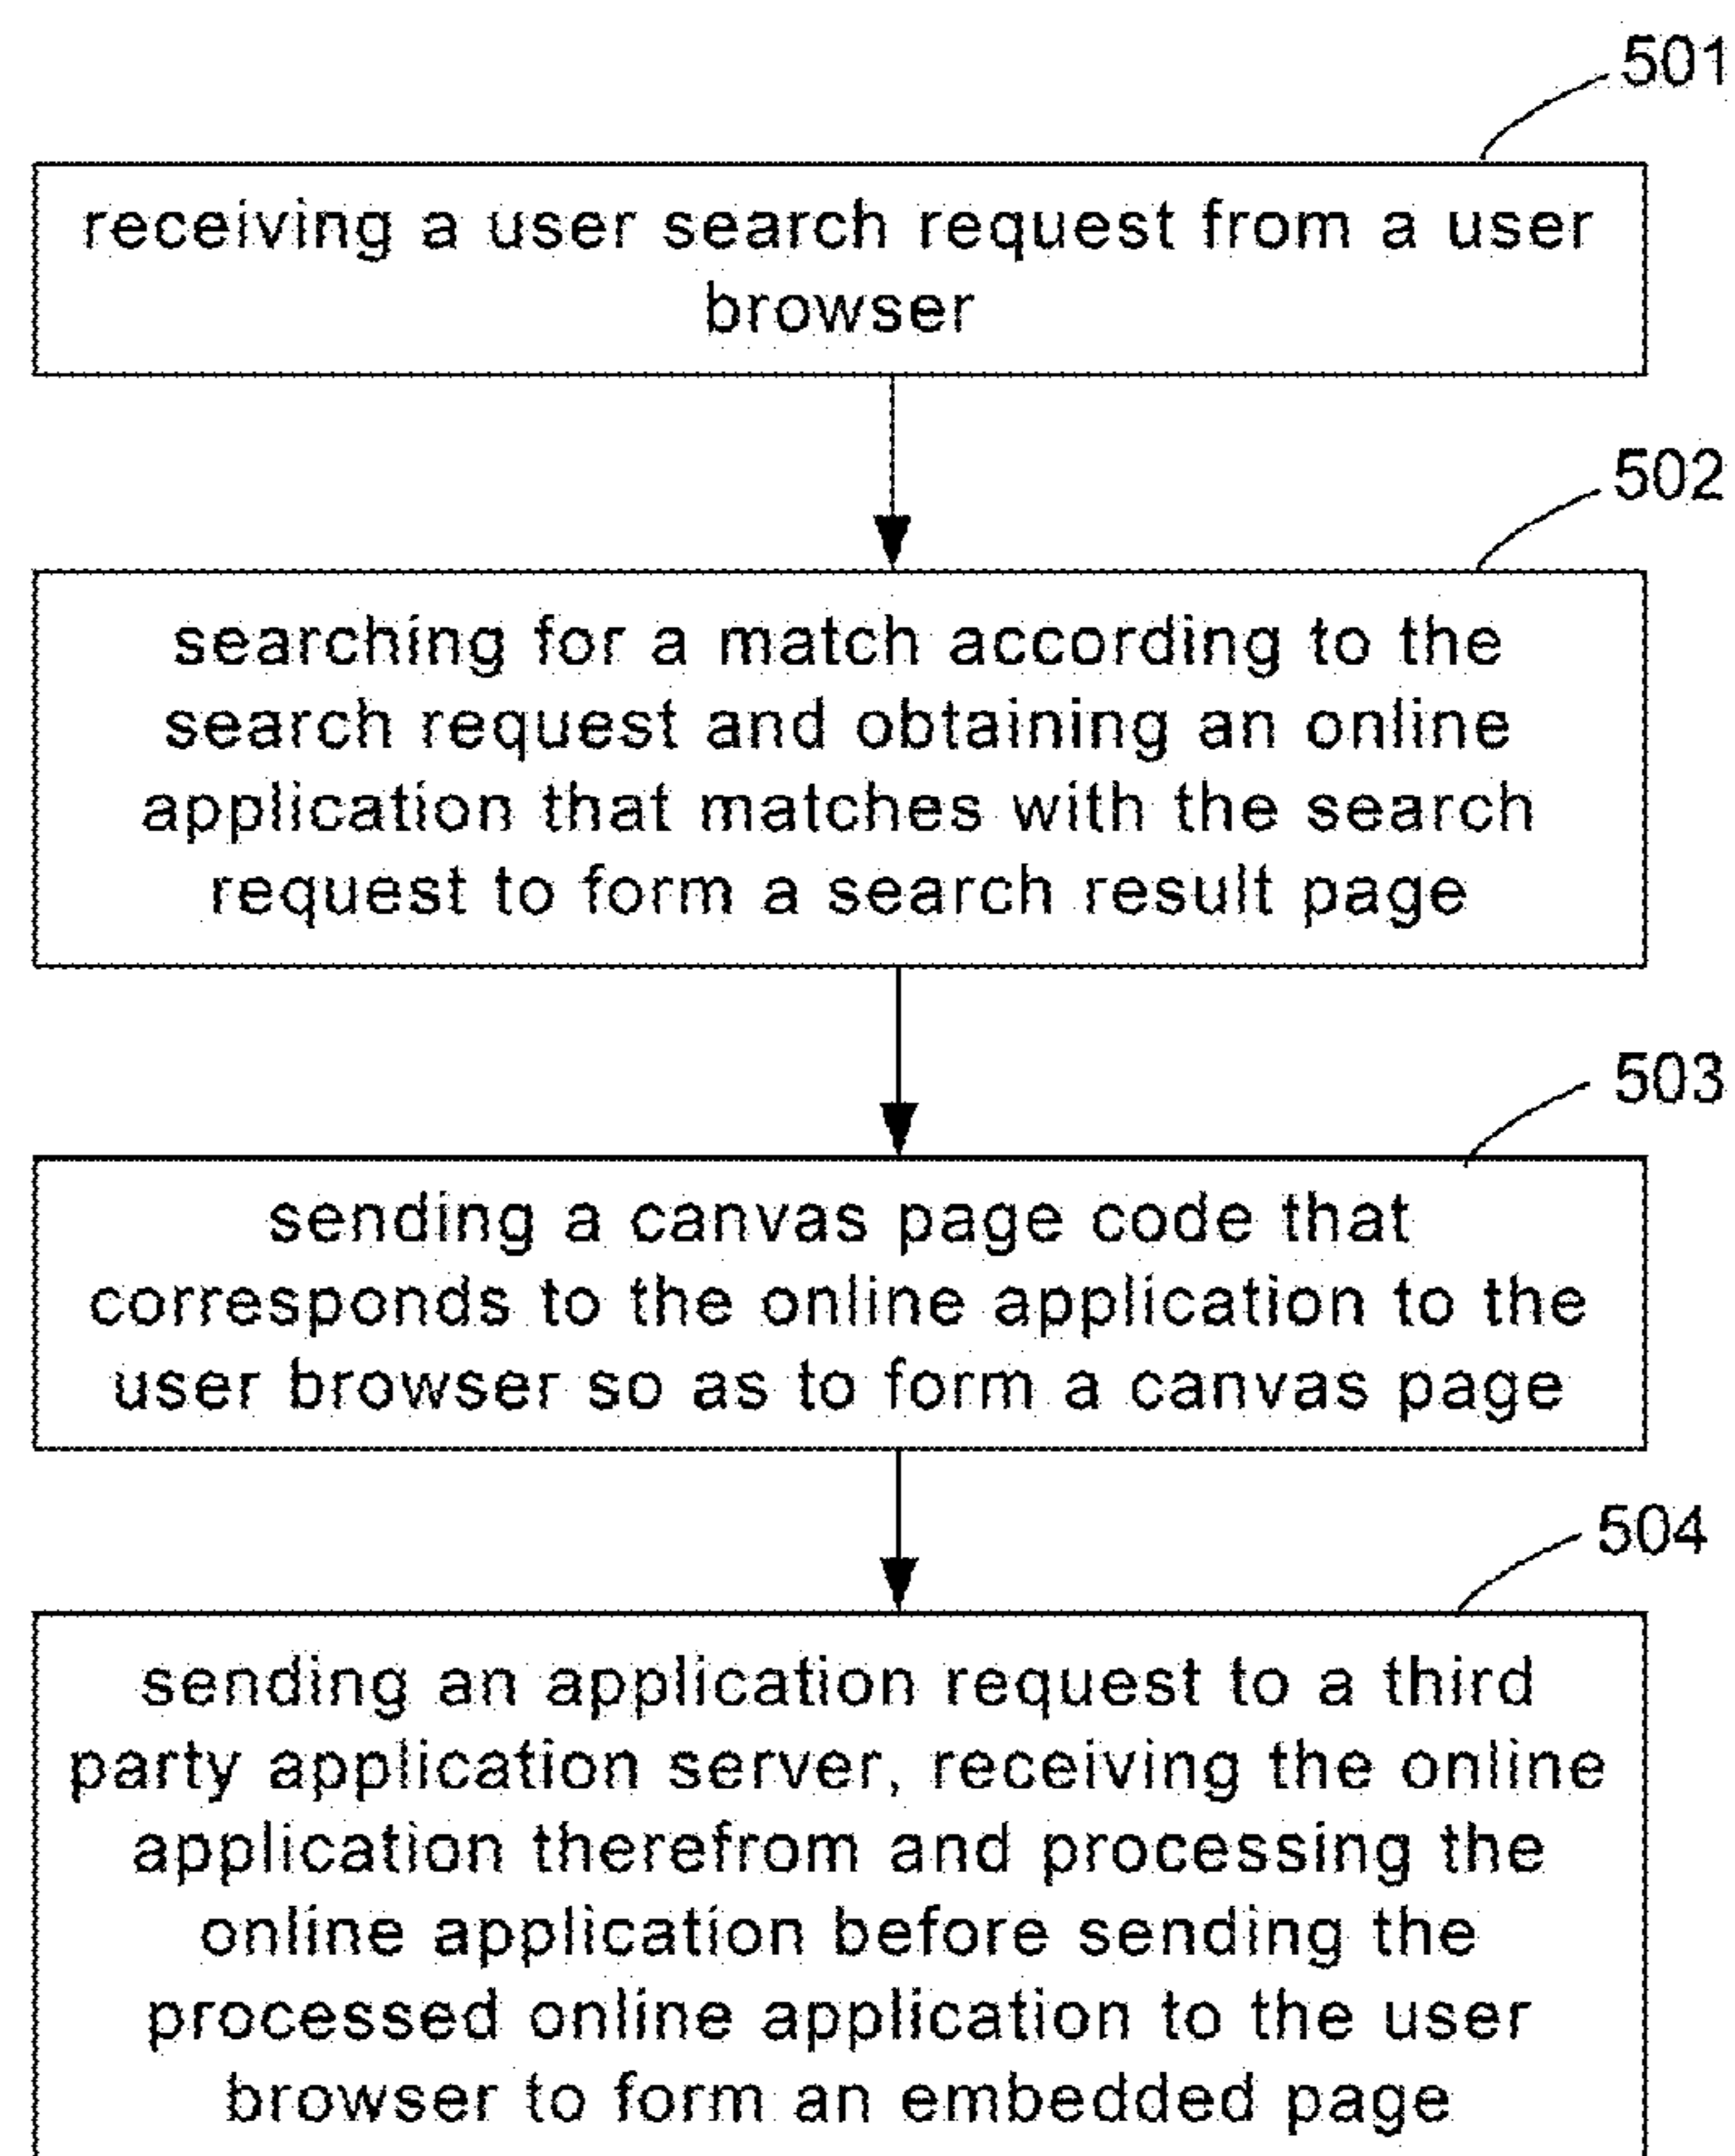 501
receiving a user search request from a user
browser
502
searching for a match according to the
search request and obtaining an online
application that matches with the search
request to form a search result page
503
sending a canvas page code that
corresponds to the online application to the
user browser so as to form a canvas page
504
sending an application request to a third
party application server, receiving the online
application therefrom and processing the
online application before sending the
processed online application to the user
browser to form an embedded page